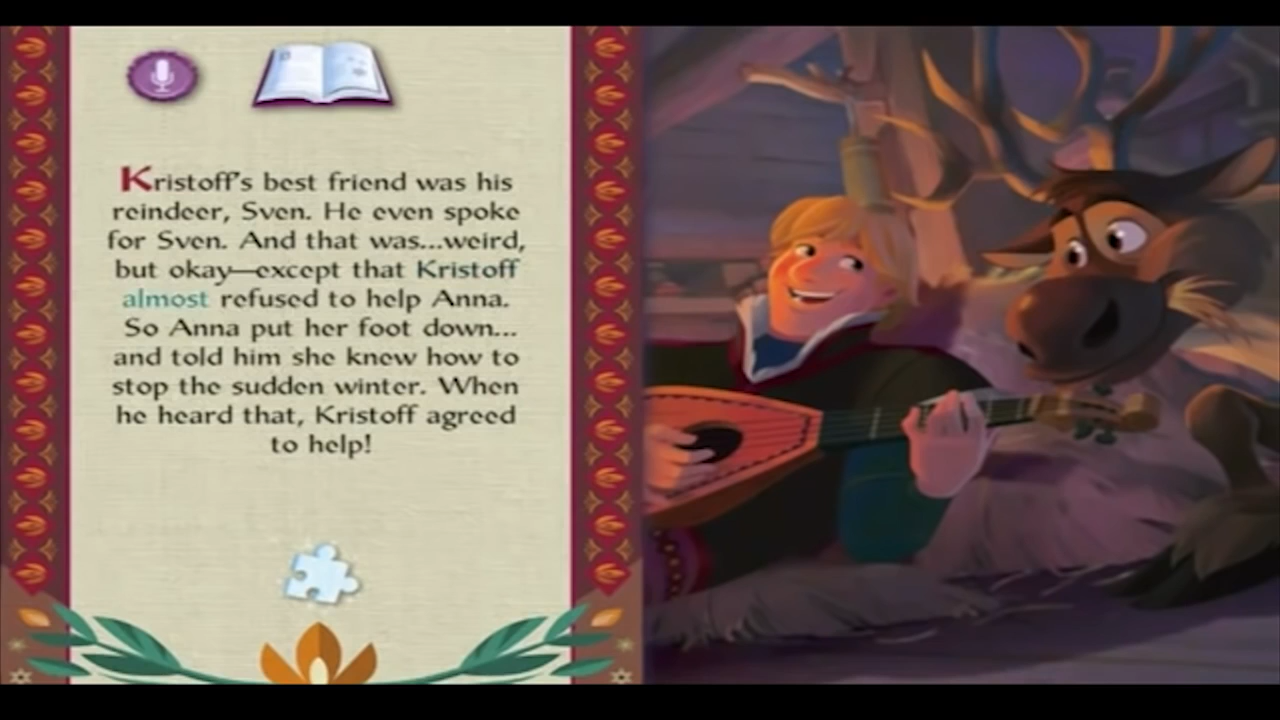 Kristoff's best friend was his
reindeer, Sven. He even spoke
for Sven. And that was...weird,
but okay—except that Kristoff
almost refused to help Anna.
So Anna put her foot down...
and told him she knew how to
stop the sudden winter. When
he heard that, Kristoff agreed
to help!